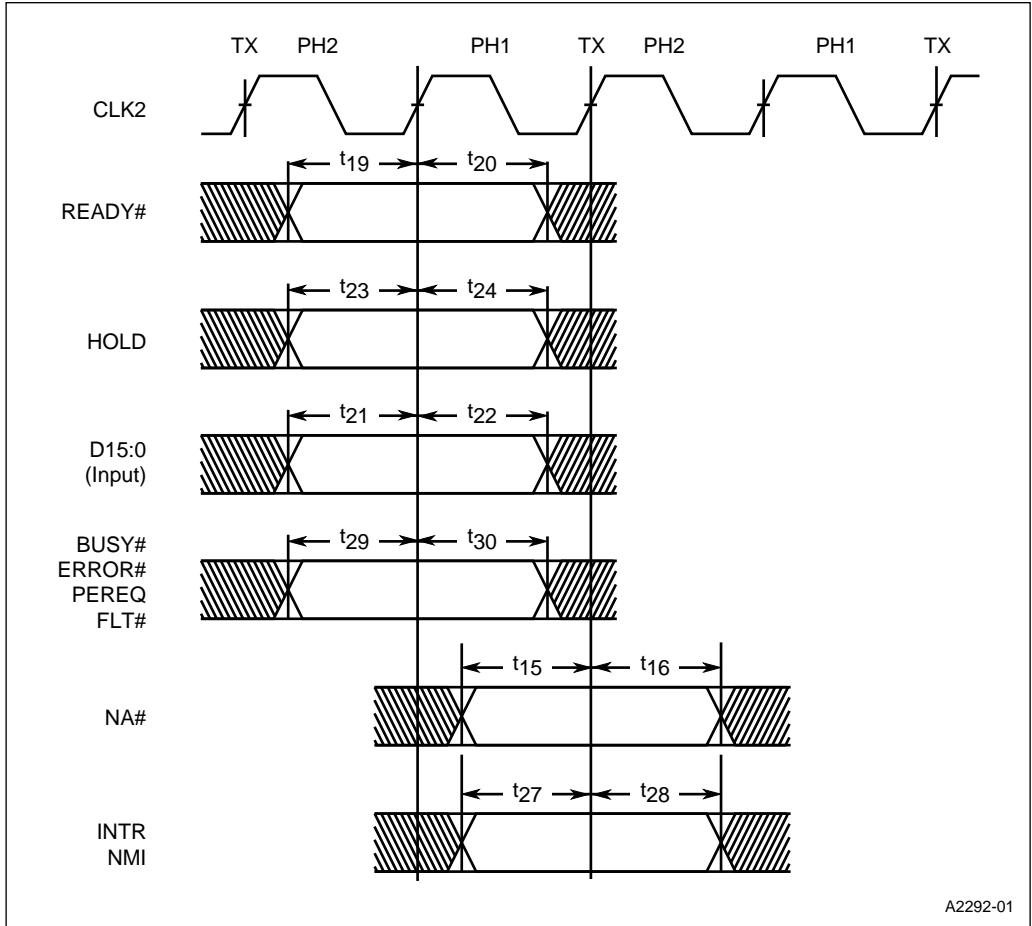 TX PH2 PH1 TX PH2 PH1 TX
CLK2
t19 t20
READY#
t23 t24
HOLD
t21 t22
D15:0
(Input)
t29 t30
BUSY#
ERROR#
PEREQ
FLT#
t15 t16
NA#
t27 t28
INTR
NMI
A2292-01